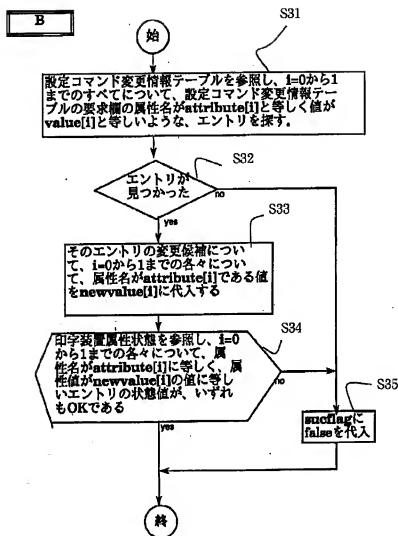 B
S31
始
設定コマンド変更情報テーブルを参照し、i=0から1
までのすべてについて、設定コマンド変更情報テー
ブルの要求欄の属性名がattribute[i]と等しく値が
value[i]と等しいような、エントリを探す。
S32
エントリが
見つかった
no
yes
S33
そのエントリの変更候補につい
て、i=0から1までの各々につい
て、属性名がattribute[i]である値
をnewvalue[i]に代入する
S34
印字装置属性状態を参照し、i=0
から1までの各々について、属
性名がattribute[i]に等しく、属
性値がnewvalue[i]の値に等し
いエントリの状態値が、いずれ
もOKである
no
yes
S35
sucflagに
falseを代入
終